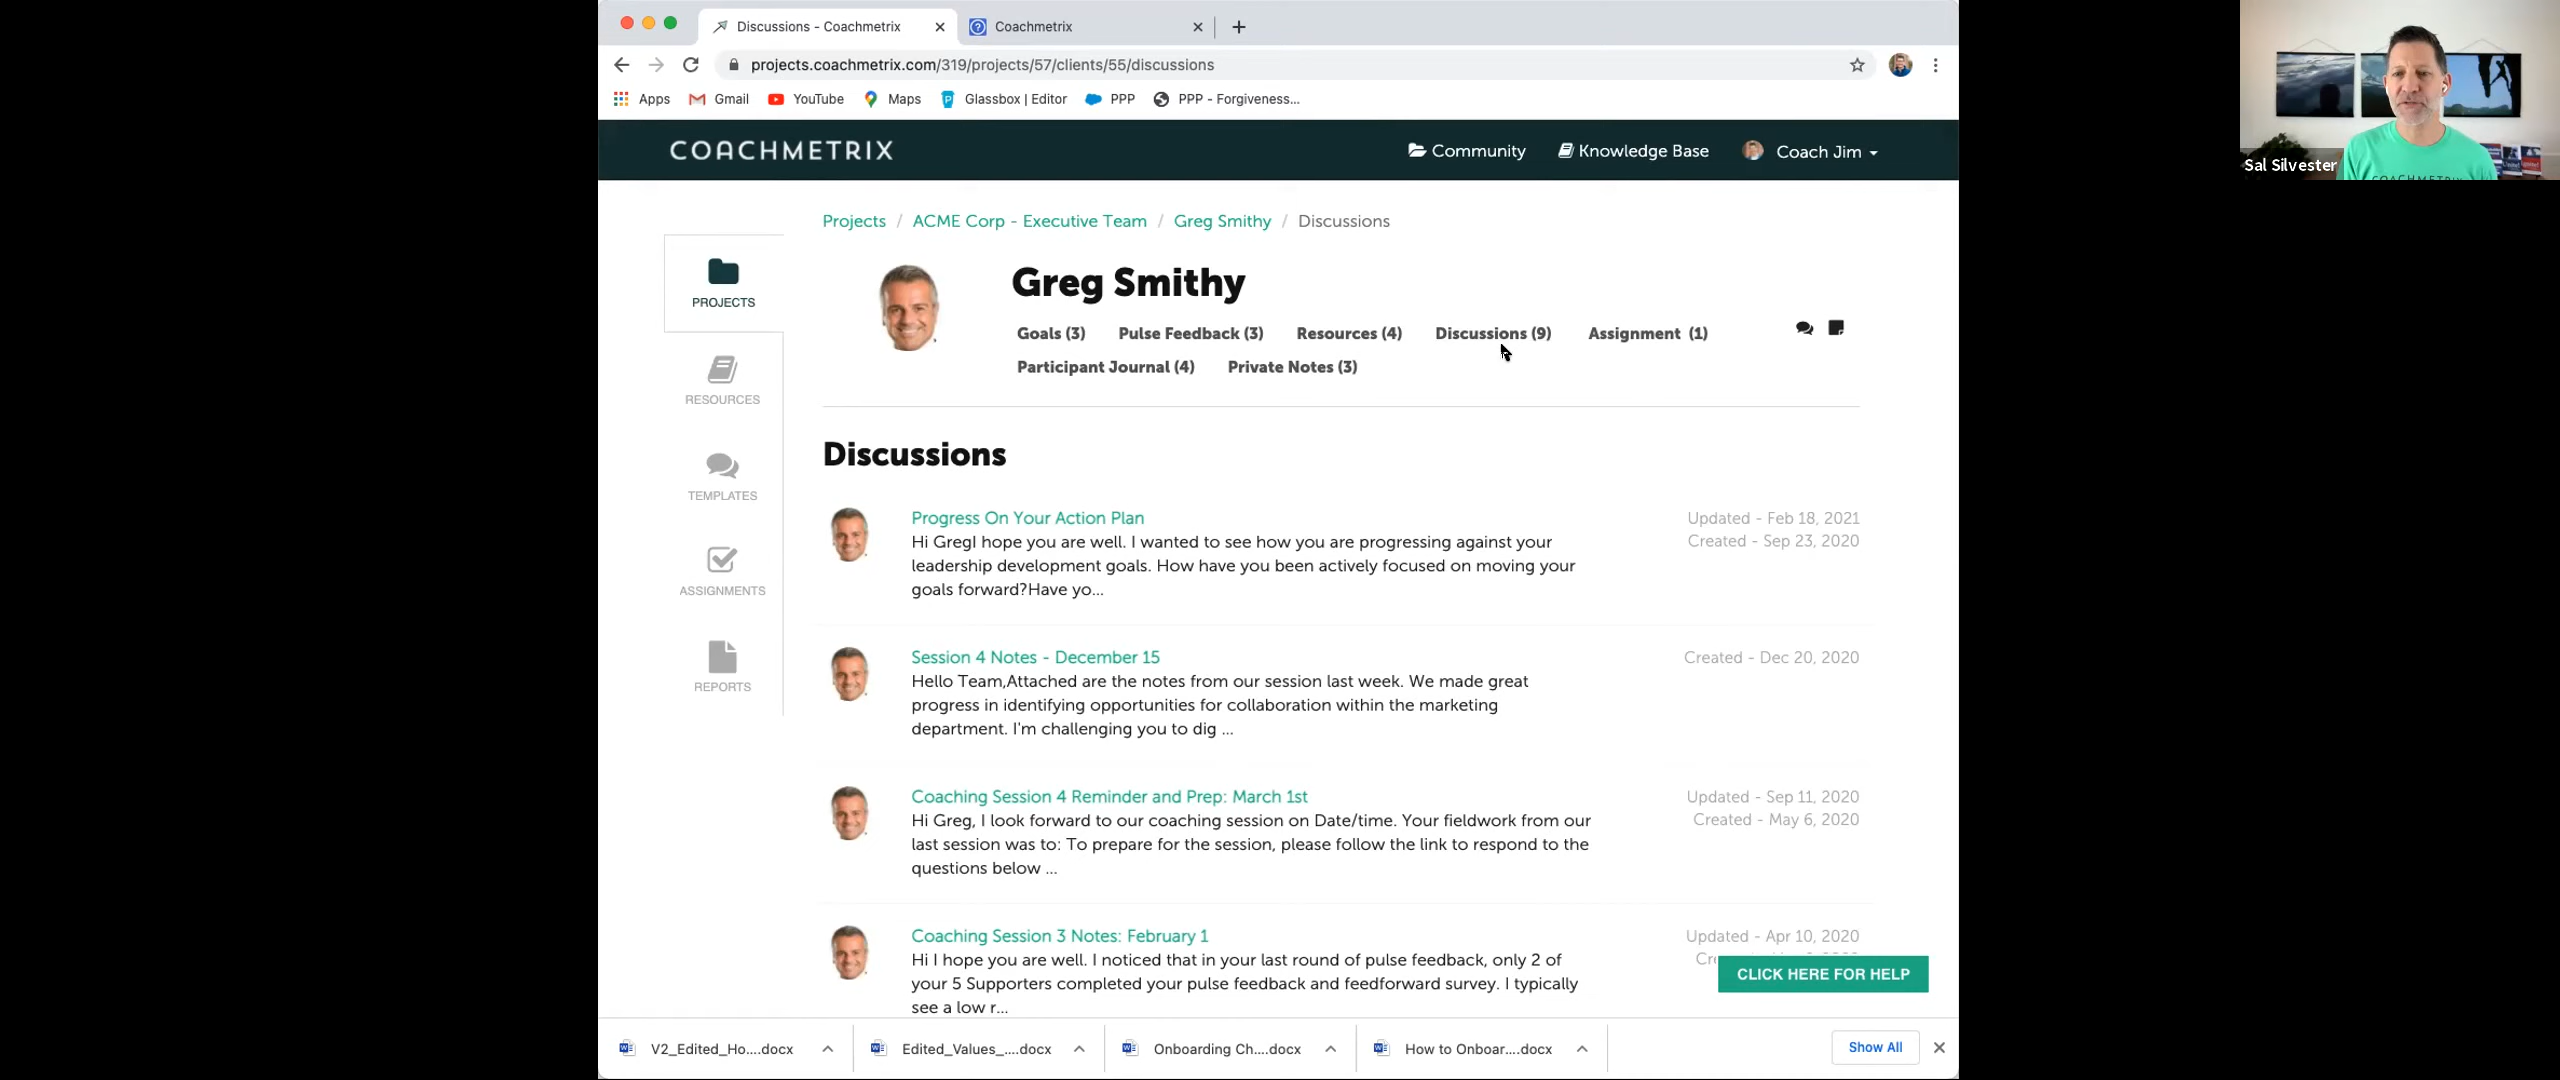 Discussions - Coachmetrix
Coachmetrix
projects.coachmetrix.com/319/projects/57/clients/55/discussions
Apps Gmail YouTube Maps Glassbox | Editor PPP PPP - Forgiveness...
COACHMETRIX Community Knowledge Base Coach Jim
Sal Silvester
COACHMETRIX
Projects / ACME Corp - Executive Team / Greg Smithy / Discussions
Greg Smithy
Goals (3) Pulse Feedback (3) Resources (4) Discussions (9) Assignment (1)
Participant Journal (4) Private Notes (3)
PROJECTS
RESOURCES
TEMPLATES
ASSIGNMENTS
REPORTS
Discussions
Progress On Your Action Plan
Updated - Feb 18, 2021
Created - Sep 23, 2020
Hi GregI hope you are well. I wanted to see how you are progressing against your
leadership development goals. How have you been actively focused on moving your
goals forward?Have yo...
Session 4 Notes - December 15
Created - Dec 20, 2020
Hello Team,Attached are the notes from our session last week. We made great
progress in identifying opportunities for collaboration within the marketing
department. I'm challenging you to dig ...
Coaching Session 4 Reminder and Prep: March 1st
Updated - Sep 11, 2020
Created - May 6, 2020
Hi Greg, I look forward to our coaching session on Date/time. Your fieldwork from our
last session was to: To prepare for the session, please follow the link to respond to the
questions below ...
Coaching Session 3 Notes: February 1
Updated - Apr 10, 2020
Hi I hope you are well. I noticed that in your last round of pulse feedback, only 2 of
your 5 Supporters completed your pulse feedback and feedforward survey. I typically
see a low r...
CLICK HERE FOR HELP
V2_Edited_Ho....docx Edited_Values_....docx Onboarding Ch....docx How to Onboar....docx Show All